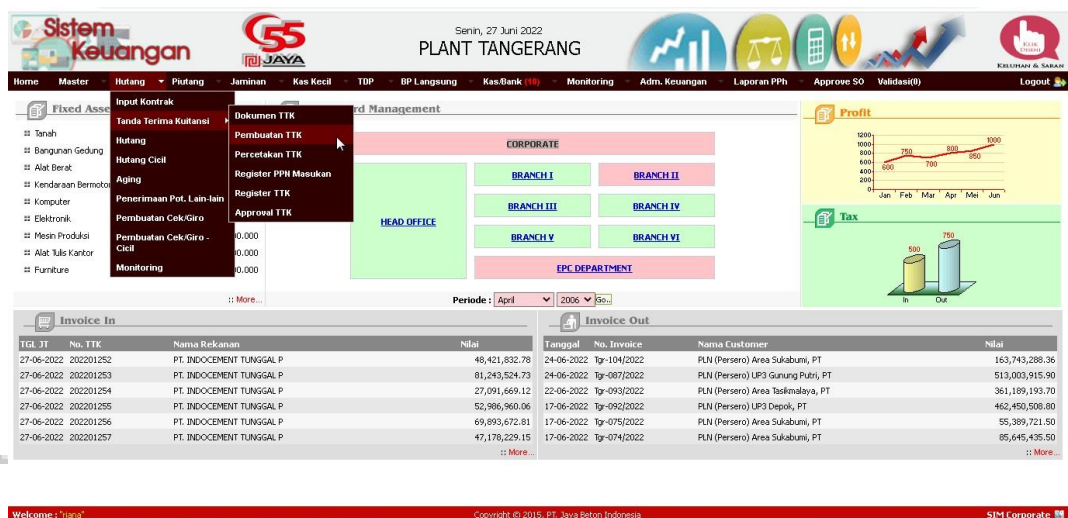 Sistem
Keuangan
55
JAYA
Senin, 27 Juni 2022
PLANT TANGERANG
KLIK
DISINI
KELUHAN & SARAN
Home Master Hutang Piutang Jaminan Kas Kecil TDP BP Langsung Kas/Bank (18) Monitoring Adm. Keuangan Laporan PPh Approve SO Validasi(0) Logout
Input Kontrak
Tanda Terima Kuitansi
Hutang
Hutang Cicil
Aging
Penerimaan Pot. Lain-lain
Pembuatan Cek/Giro
Pembuatan Cek/Giro -
Cicil
Monitoring
Dokumen TTK
Pembuatan TTK
Percetakan TTK
Register PPN Masukan
Register TTK
Approval TTK
Fixed Asse
Tanah
Bangunan Gedung
Alat Berat
Kendaraan Bermotor
Komputer
Elektronik
Mesin Produksi 00.000
Alat Tulis Kantor 00.000
Furniture 00.000
:: More...
rd Management
CORPORATE
HEAD OFFICE
BRANCH I BRANCH II
BRANCH III BRANCH IV
BRANCH V BRANCH VI
EPC DEPARTMENT
Periode : April 2006 Go..
Profit
1200
1000
800
600
400
200
0
600 750 700 800 850 1000
Jan Feb Mar Apr Mei Jun
Tax
500 750
In Out
Invoice In
TGL JT No. TTK Nama Rekanan Nilai
27-06-2022 202201252 PT. INDOCEMENT TUNGGAL P 48,421,832.78
27-06-2022 202201253 PT. INDOCEMENT TUNGGAL P 81,243,524.73
27-06-2022 202201254 PT. INDOCEMENT TUNGGAL P 27,091,669.12
27-06-2022 202201255 PT. INDOCEMENT TUNGGAL P 52,986,960.06
27-06-2022 202201256 PT. INDOCEMENT TUNGGAL P 69,893,672.81
27-06-2022 202201257 PT. INDOCEMENT TUNGGAL P 47,178,229.15
:: More...
Invoice Out
Tanggal No. Invoice Nama Customer Nilai
24-06-2022 Tgr-104/2022 PLN (Persero) Area Sukabumi, PT 163,743,288.36
24-06-2022 Tgr-087/2022 PLN (Persero) UP3 Gunung Putri, PT 513,003,915.90
22-06-2022 Tgr-093/2022 PLN (Persero) Area Tasikmalaya, PT 361,189,193.70
17-06-2022 Tgr-092/2022 PLN (Persero) UP3 Depok, PT 462,450,508.80
17-06-2022 Tgr-075/2022 PLN (Persero) Area Sukabumi, PT 55,389,721.50
17-06-2022 Tgr-074/2022 PLN (Persero) Area Sukabumi, PT 85,645,435.50
:: More...
Welcome : "riana" Copyright © 2015. PT. Jaya Beton Indonesia SIM Corporate